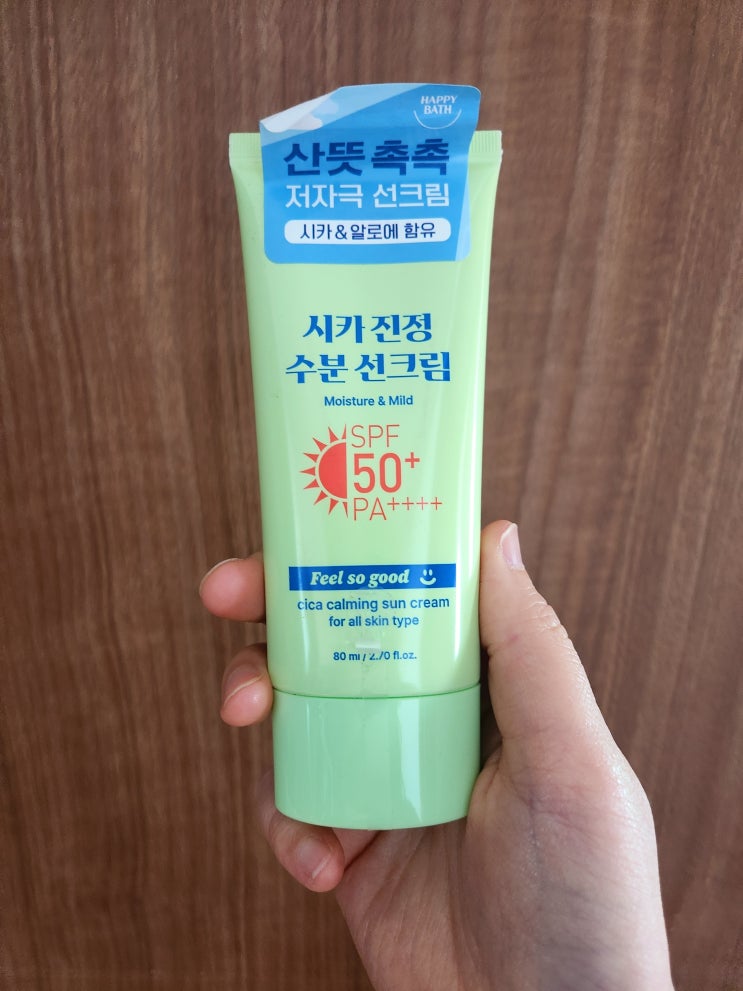 HAPPY
BATH
산뜻 촉촉
저자극 선크림
시카&알로에 함유
시카 진정
수분 선크림
Moisture & Mild
SPF
50+
PA++++
Feel so good
cica calming sun cream
for all skin type
80 ml / 2.70 fl.oz.